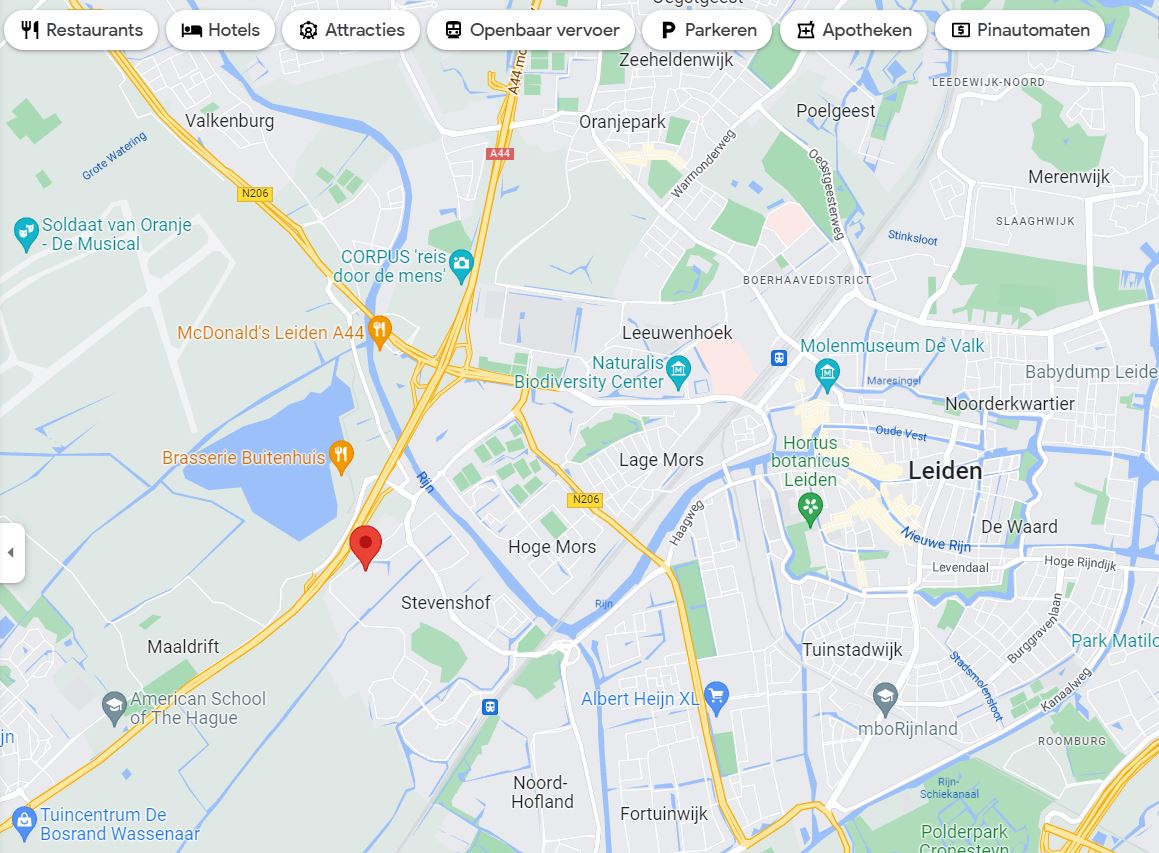 Oegstgeest
Restaurants
Hotels
Attracties
Openbaar vervoer
Parkeren
Apotheken
Pinautomaten
Zeeheldenwijk
LEEDEWIJK-NOORD
A44
Valkenburg
Oranjepark
Poelgeest
Grote Watering
A44
Warmonderweg
Oegstgeesterweg
Merenwijk
N206
SLAAGHWIJK
Soldaat van Oranje
- De Musical
Stinksloot
CORPUS 'reis
door de mens'
BOERHAAVEDISTRICT
McDonald's Leiden A44
Leeuwenhoek
Molenmuseum De Valk
Naturalis
Biodiversity Center
Maresingel
Babydump Leide
Noorderkwartier
Oude Vest
Hortus
botanicus
Leiden
Brasserie Buitenhuis
Lage Mors
Leiden
Rijn
N206
Haagweg
De Waard
Nieuwe Rijn
Hoge Mors
Levendaal
Hoge Rijndijk
Stevenshof
Rijn
Burggravenlaan
Maaldrift
Tuinstadwijk
Park Matilo
Stadsmolensloot
Kanaalweg
American School
of The Hague
Albert Heijn XL
mboRijnland
jn
ROOMBURG
Noord-
Hofland
Rijn-
Schiekanaal
Fortuinwijk
Tuincentrum De
Bosrand Wassenaar
Polderpark
Cronesteyn